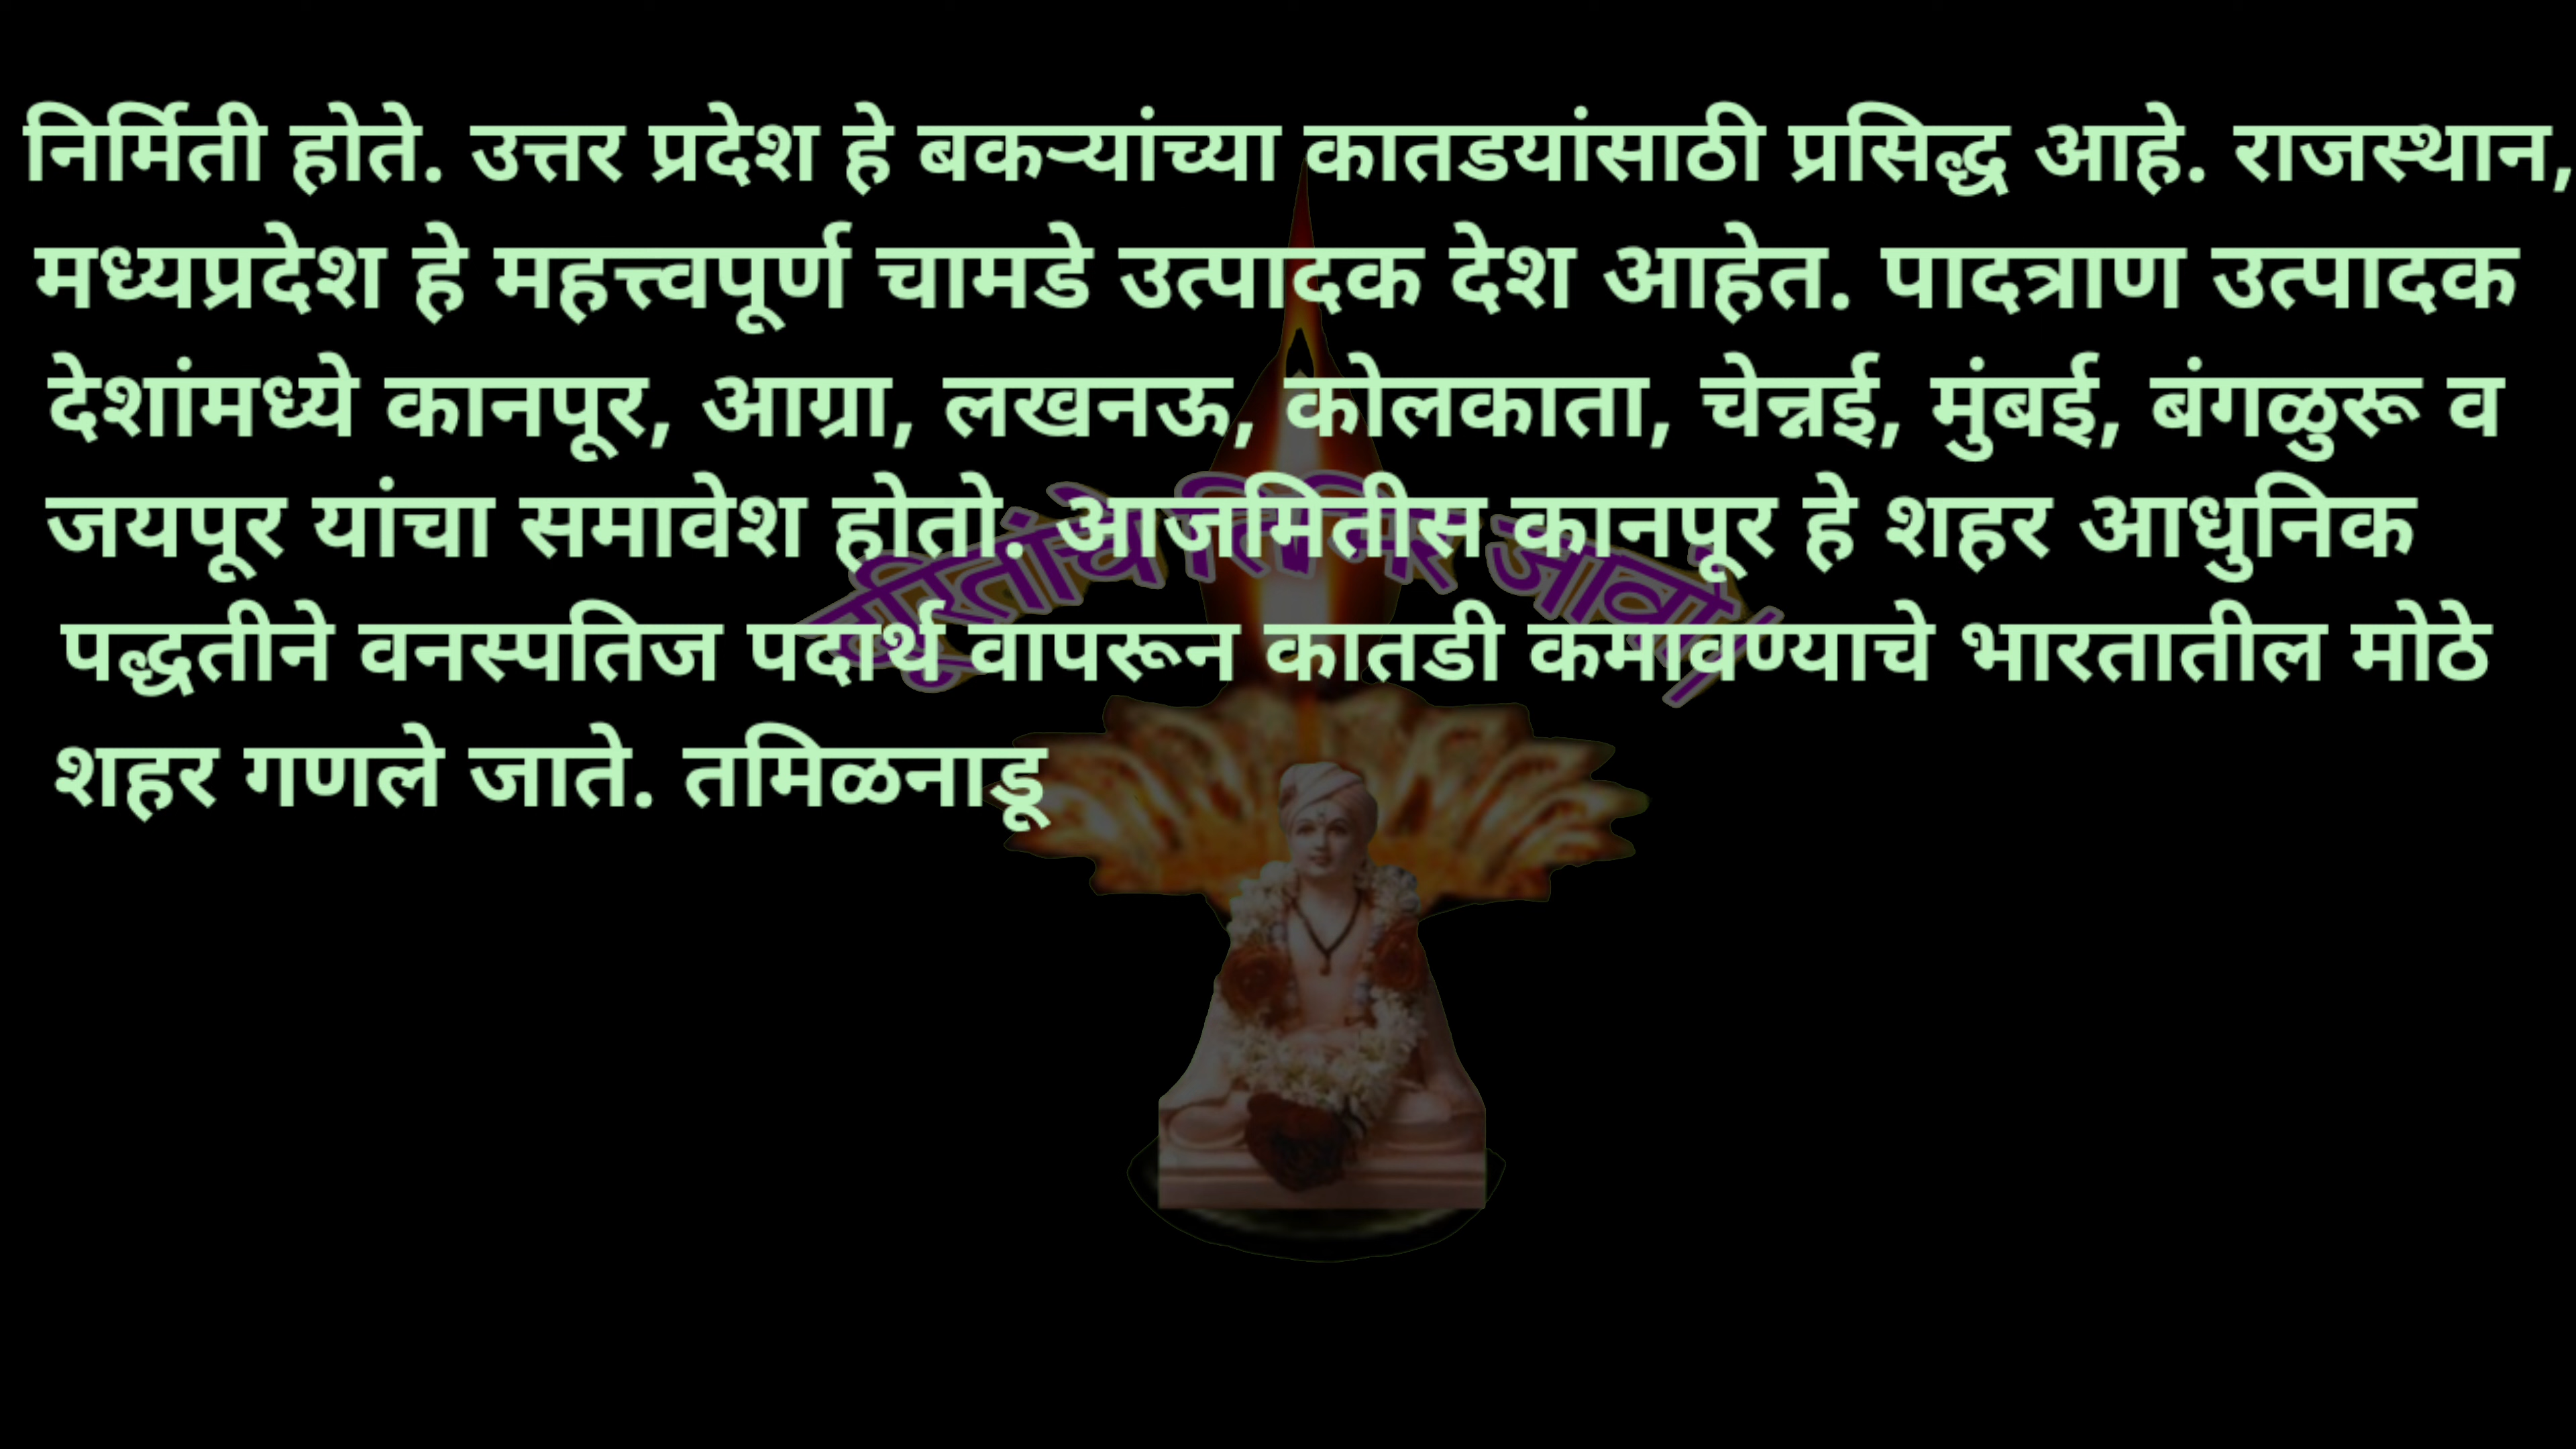 निर्मिती होते. उत्तर प्रदेश हे बकऱ्यांच्या कातडयांसाठी प्रसिद्ध आहे. राजस्थान,
मध्यप्रदेश हे महत्त्वपूर्ण चामडे उत्पादक देश आहेत. पादत्राण उत्पादक
देशांमध्ये कानपूर, आग्रा, लखनऊ, कोलकाता, चेन्नई, मुंबई, बंगळुरू व
जयपूर यांचा समावेश होतो. आजमितीस कानपूर हे शहर आधुनिक
दुरितांचे तिमिर जावो
पद्धतीने वनस्पतिज पदार्थ वापरून कातडी कमावण्याचे भारतातील मोठे
शहर गणले जाते. तमिळनाडू